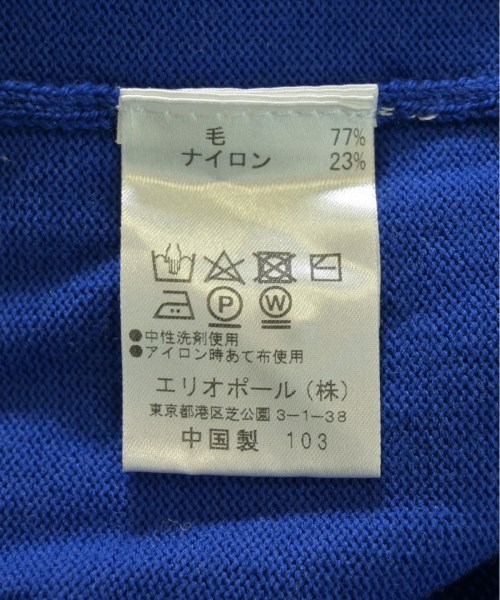 毛 77%
ナイロン 23%
P W
●中性洗剤使用
●アイロン時あて布使用
エリオポール(株)
東京都港区芝公園 3-1-38
中国製 103